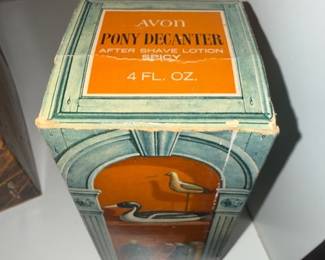 AVON
PONY DECANTER
AFTER SHAVE LOTION
SPICY
4 FL. OZ.